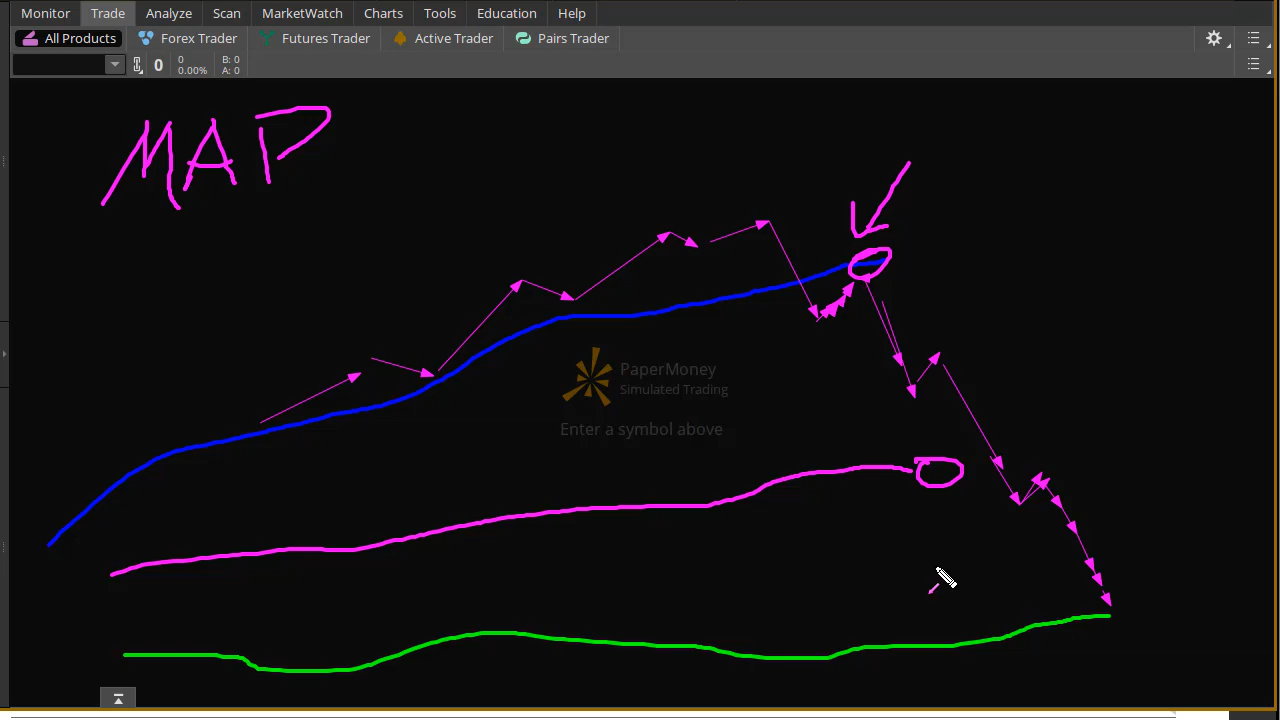 Monitor Trade Analyze Scan MarketWatch Charts Tools Education Help
All Products Forex Trader Futures Trader Active Trader Pairs Trader
0 0 B: 0
0.00% A: 0
MAP
PaperMoney
Simulated Trading
Enter a symbol above